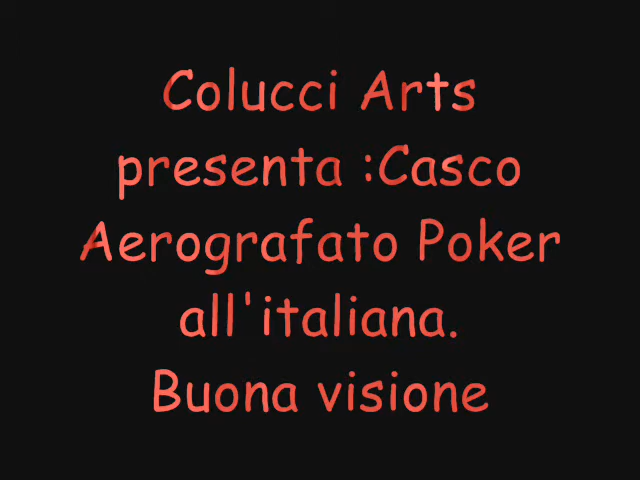 Colucci Arts
presenta :Casco
Aerografato Poker
all'italiana.
Buona visione